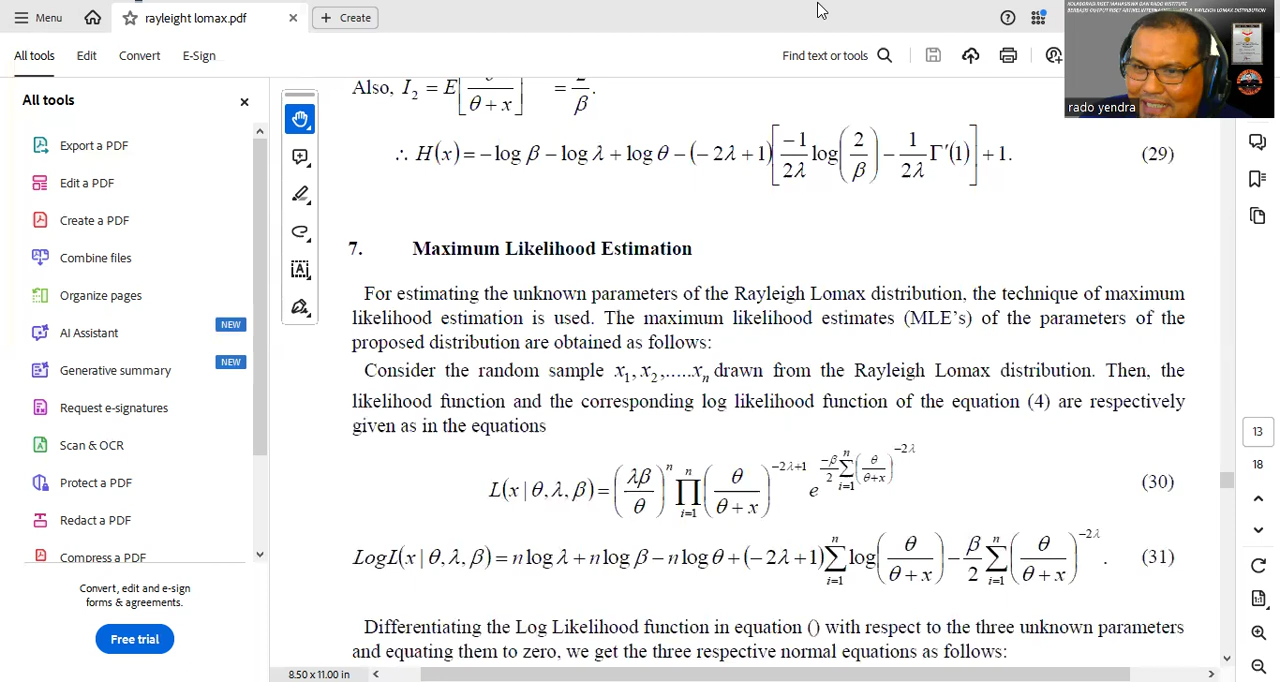 Menu
rayleight lomax.pdf
Create
All tools
Edit
Convert
E-Sign
Find text or tools
KOLABORASI RISET MAHASISWA DAN RADO INSTITUTE
rado yendra
All tools
Export a PDF
Edit a PDF
Create a PDF
Combine files
Organize pages
AI Assistant NEW
Generative summary NEW
Request e-signatures
Scan & OCR
Protect a PDF
Redact a PDF
Compress a PDF
Convert, edit and e-sign
forms & agreements.
Free trial
Also, I₂ = E[ / θ + x] = 2/β.
∴ H(x) = −log β − log λ + log θ − (−2λ + 1)[−1/2λ log(2/β) − 1/2λ Γ′(1)] + 1. (29)
7. Maximum Likelihood Estimation
For estimating the unknown parameters of the Rayleigh Lomax distribution, the technique of maximum
likelihood estimation is used. The maximum likelihood estimates (MLE's) of the parameters of the
proposed distribution are obtained as follows:
Consider the random sample x₁, x₂,.....xₙ drawn from the Rayleigh Lomax distribution. Then, the
likelihood function and the corresponding log likelihood function of the equation (4) are respectively
given as in the equations
L(x | θ, λ, β) = (λβ/θ)ⁿ ∏ᵢ₌₁ⁿ (θ/(θ + x))^(−2λ+1) e^(−β/2 ∑ᵢ₌₁ⁿ (θ/(θ+x))^(−2λ)) (30)
LogL(x | θ, λ, β) = n log λ + n log β − n log θ + (−2λ + 1)∑ᵢ₌₁ⁿ log(θ/(θ + x)) − β/2 ∑ᵢ₌₁ⁿ (θ/(θ + x))^(−2λ). (31)
Differentiating the Log Likelihood function in equation () with respect to the three unknown parameters
and equating them to zero, we get the three respective normal equations as follows:
8.50 x 11.00 in
13
18